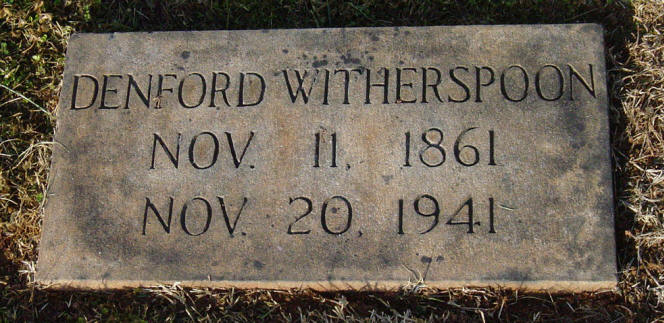 DENFORD WITHERSPOON
NOV. 11, 1861
NOV. 20, 1941